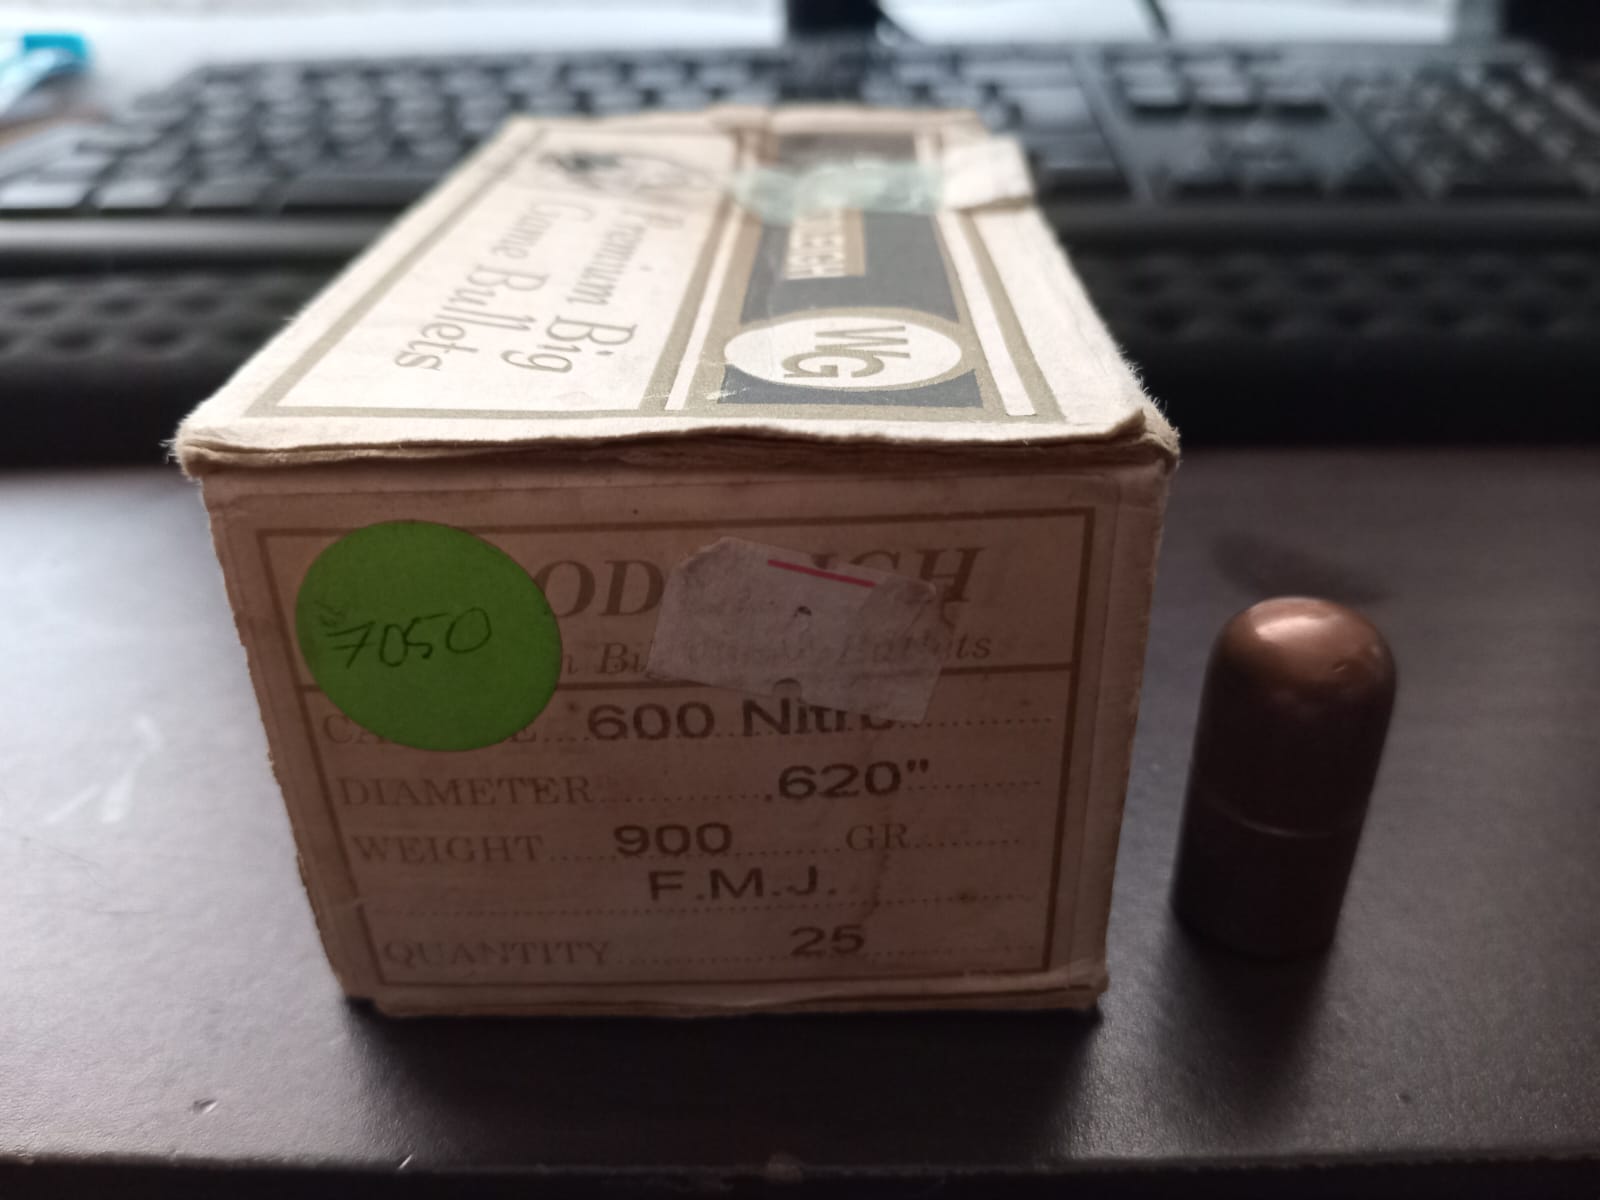 Premium Big
Game Bullets
WG
7050
600 Nitro
DIAMETER .620"
WEIGHT 900 GR
F.M.J.
QUANTITY 25